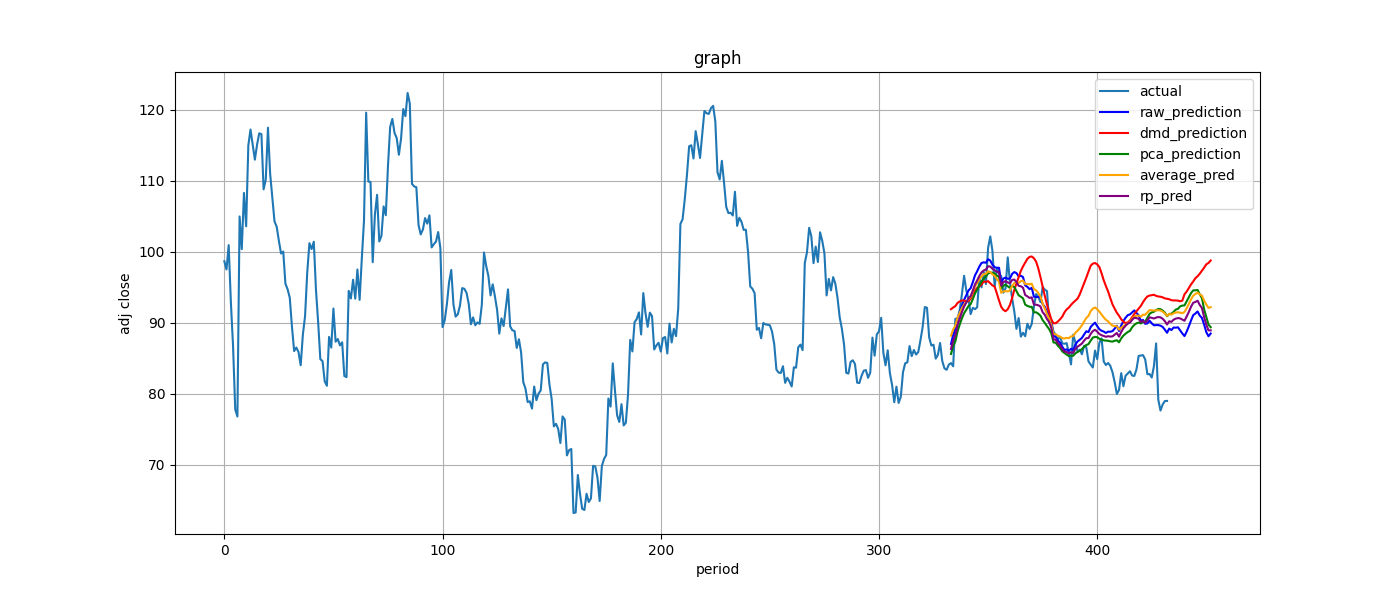 graph
adj close
120
110
100
90
80
70
0 100 200 300 400
period
actual
raw_prediction
dmd_prediction
pca_prediction
average_pred
rp_pred